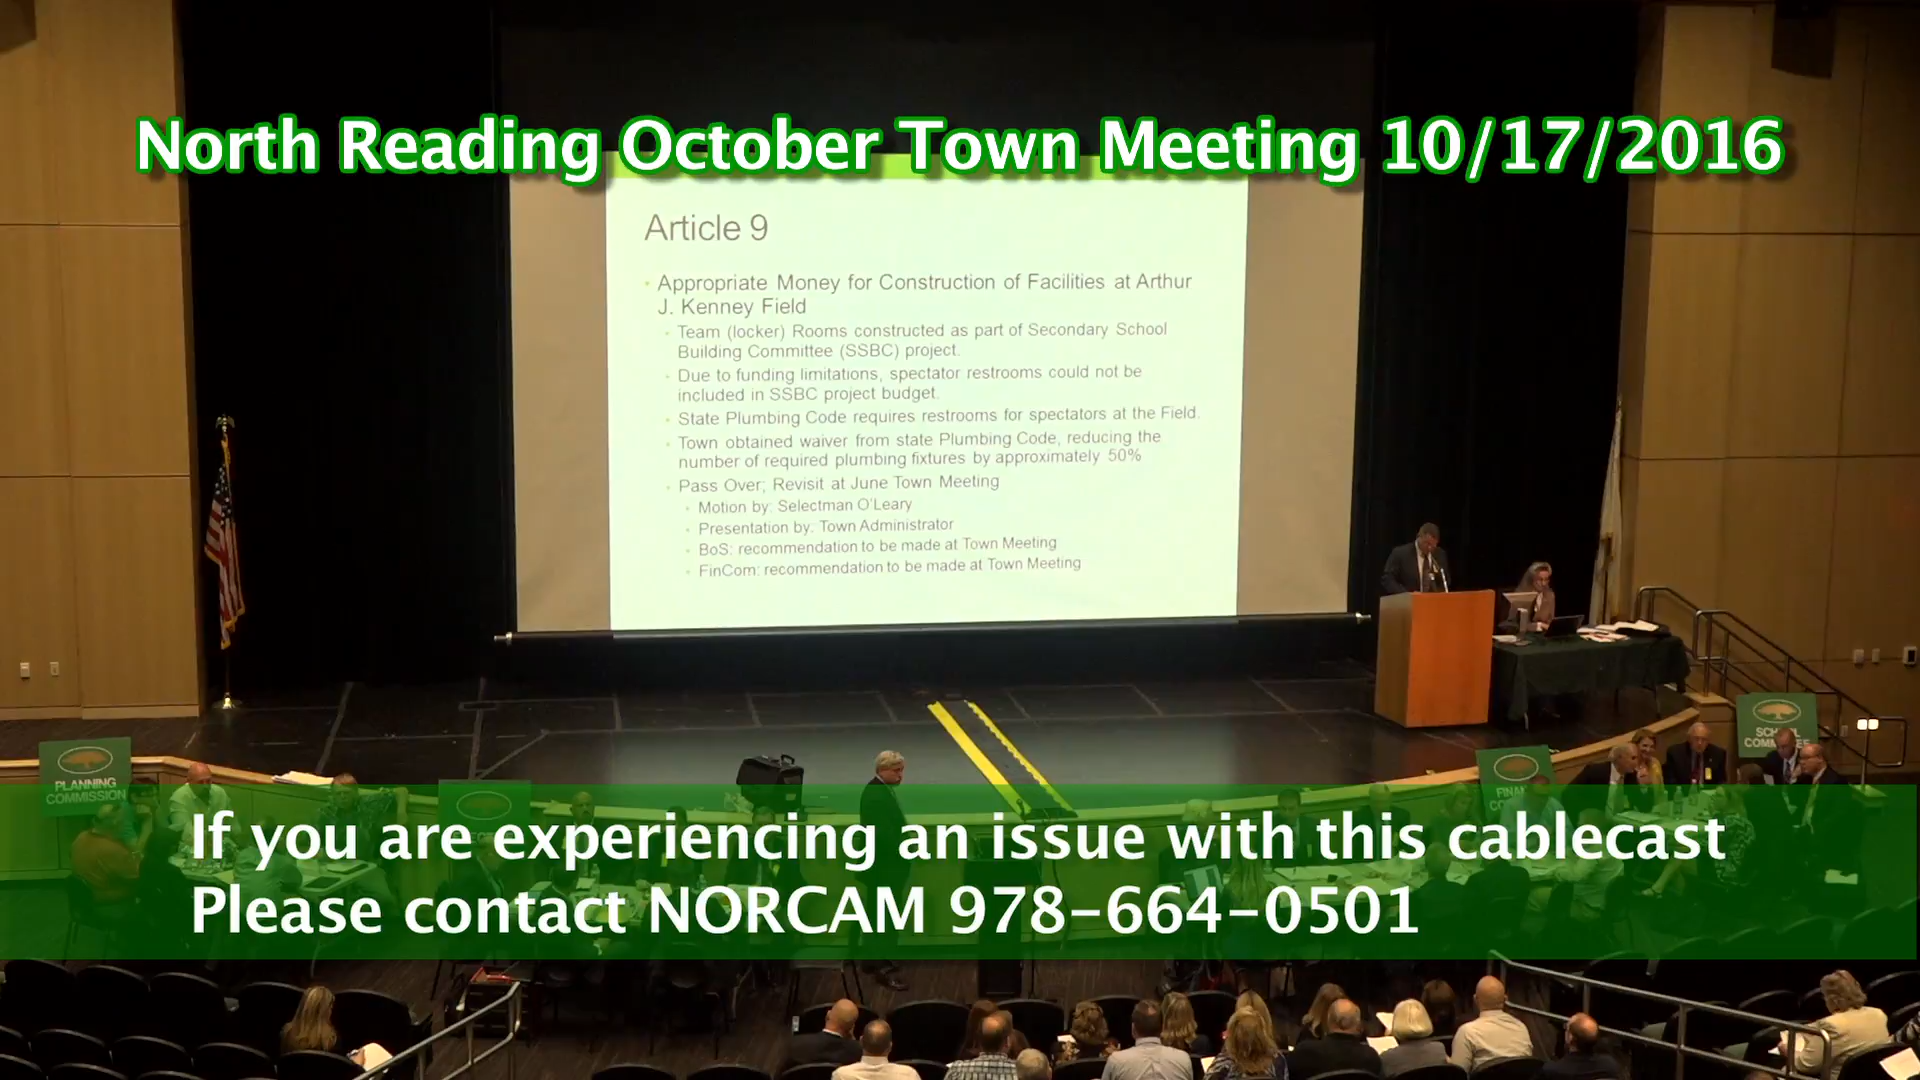 North Reading October Town Meeting 10/17/2016
Article 9
Appropriate Money for Construction of Facilities at Arthur
J. Kenney Field
Team (locker) Rooms constructed as part of Secondary School
Building Committee (SSBC) project.
Due to funding limitations, spectator restrooms could not be
included in SSBC project budget.
State Plumbing Code requires restrooms for spectators at the Field.
Town obtained waiver from state Plumbing Code, reducing the
number of required plumbing fixtures by approximately 50%
Pass Over; Revisit at June Town Meeting
Motion by: Selectman O'Leary
Presentation by: Town Administrator
BoS: recommendation to be made at Town Meeting
FinCom: recommendation to be made at Town Meeting
PLANNING
COMMISSION
SCHOOL
COMMITTEE
If you are experiencing an issue with this cablecast
Please contact NORCAM 978-664-0501